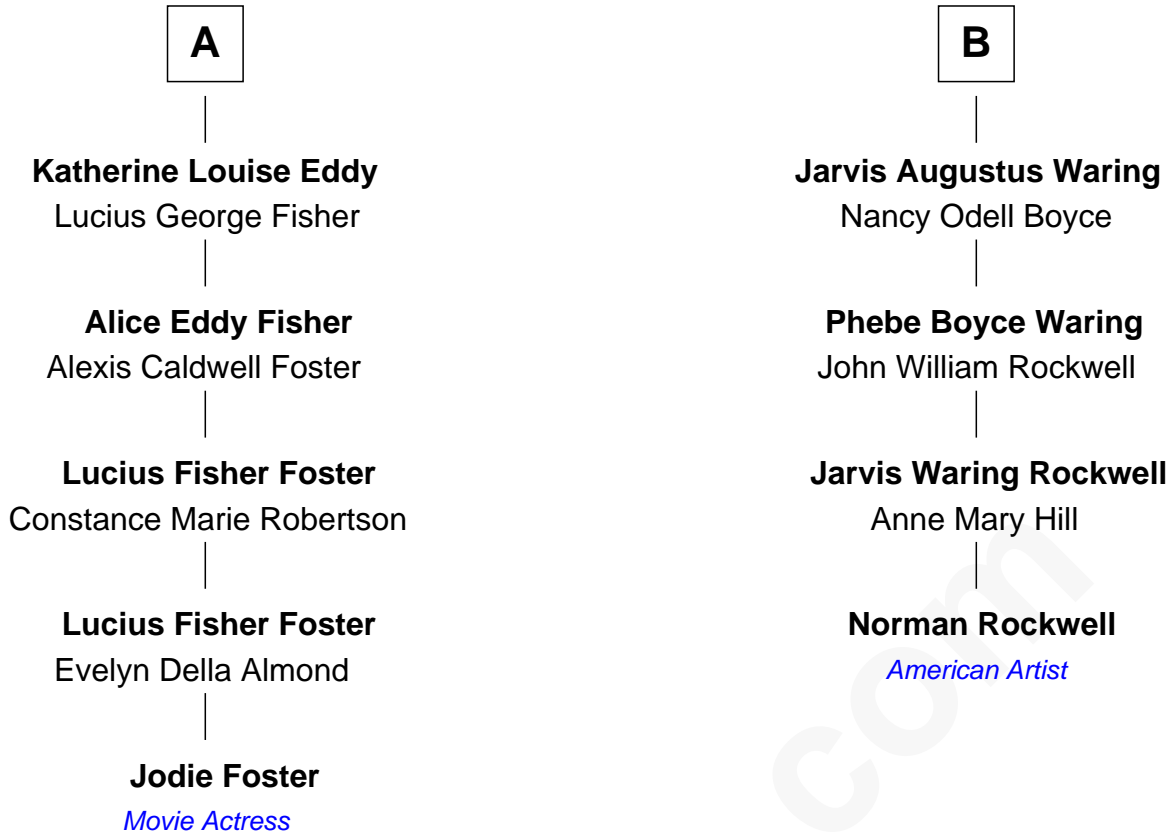 A
Katherine Louise Eddy
Lucius George Fisher
Alice Eddy Fisher
Alexis Caldwell Foster
Lucius Fisher Foster
Constance Marie Robertson
Lucius Fisher Foster
Evelyn Della Almond
Jodie Foster
Movie Actress
B
Jarvis Augustus Waring
Nancy Odell Boyce
Phebe Boyce Waring
John William Rockwell
Jarvis Waring Rockwell
Anne Mary Hill
Norman Rockwell
American Artist
com